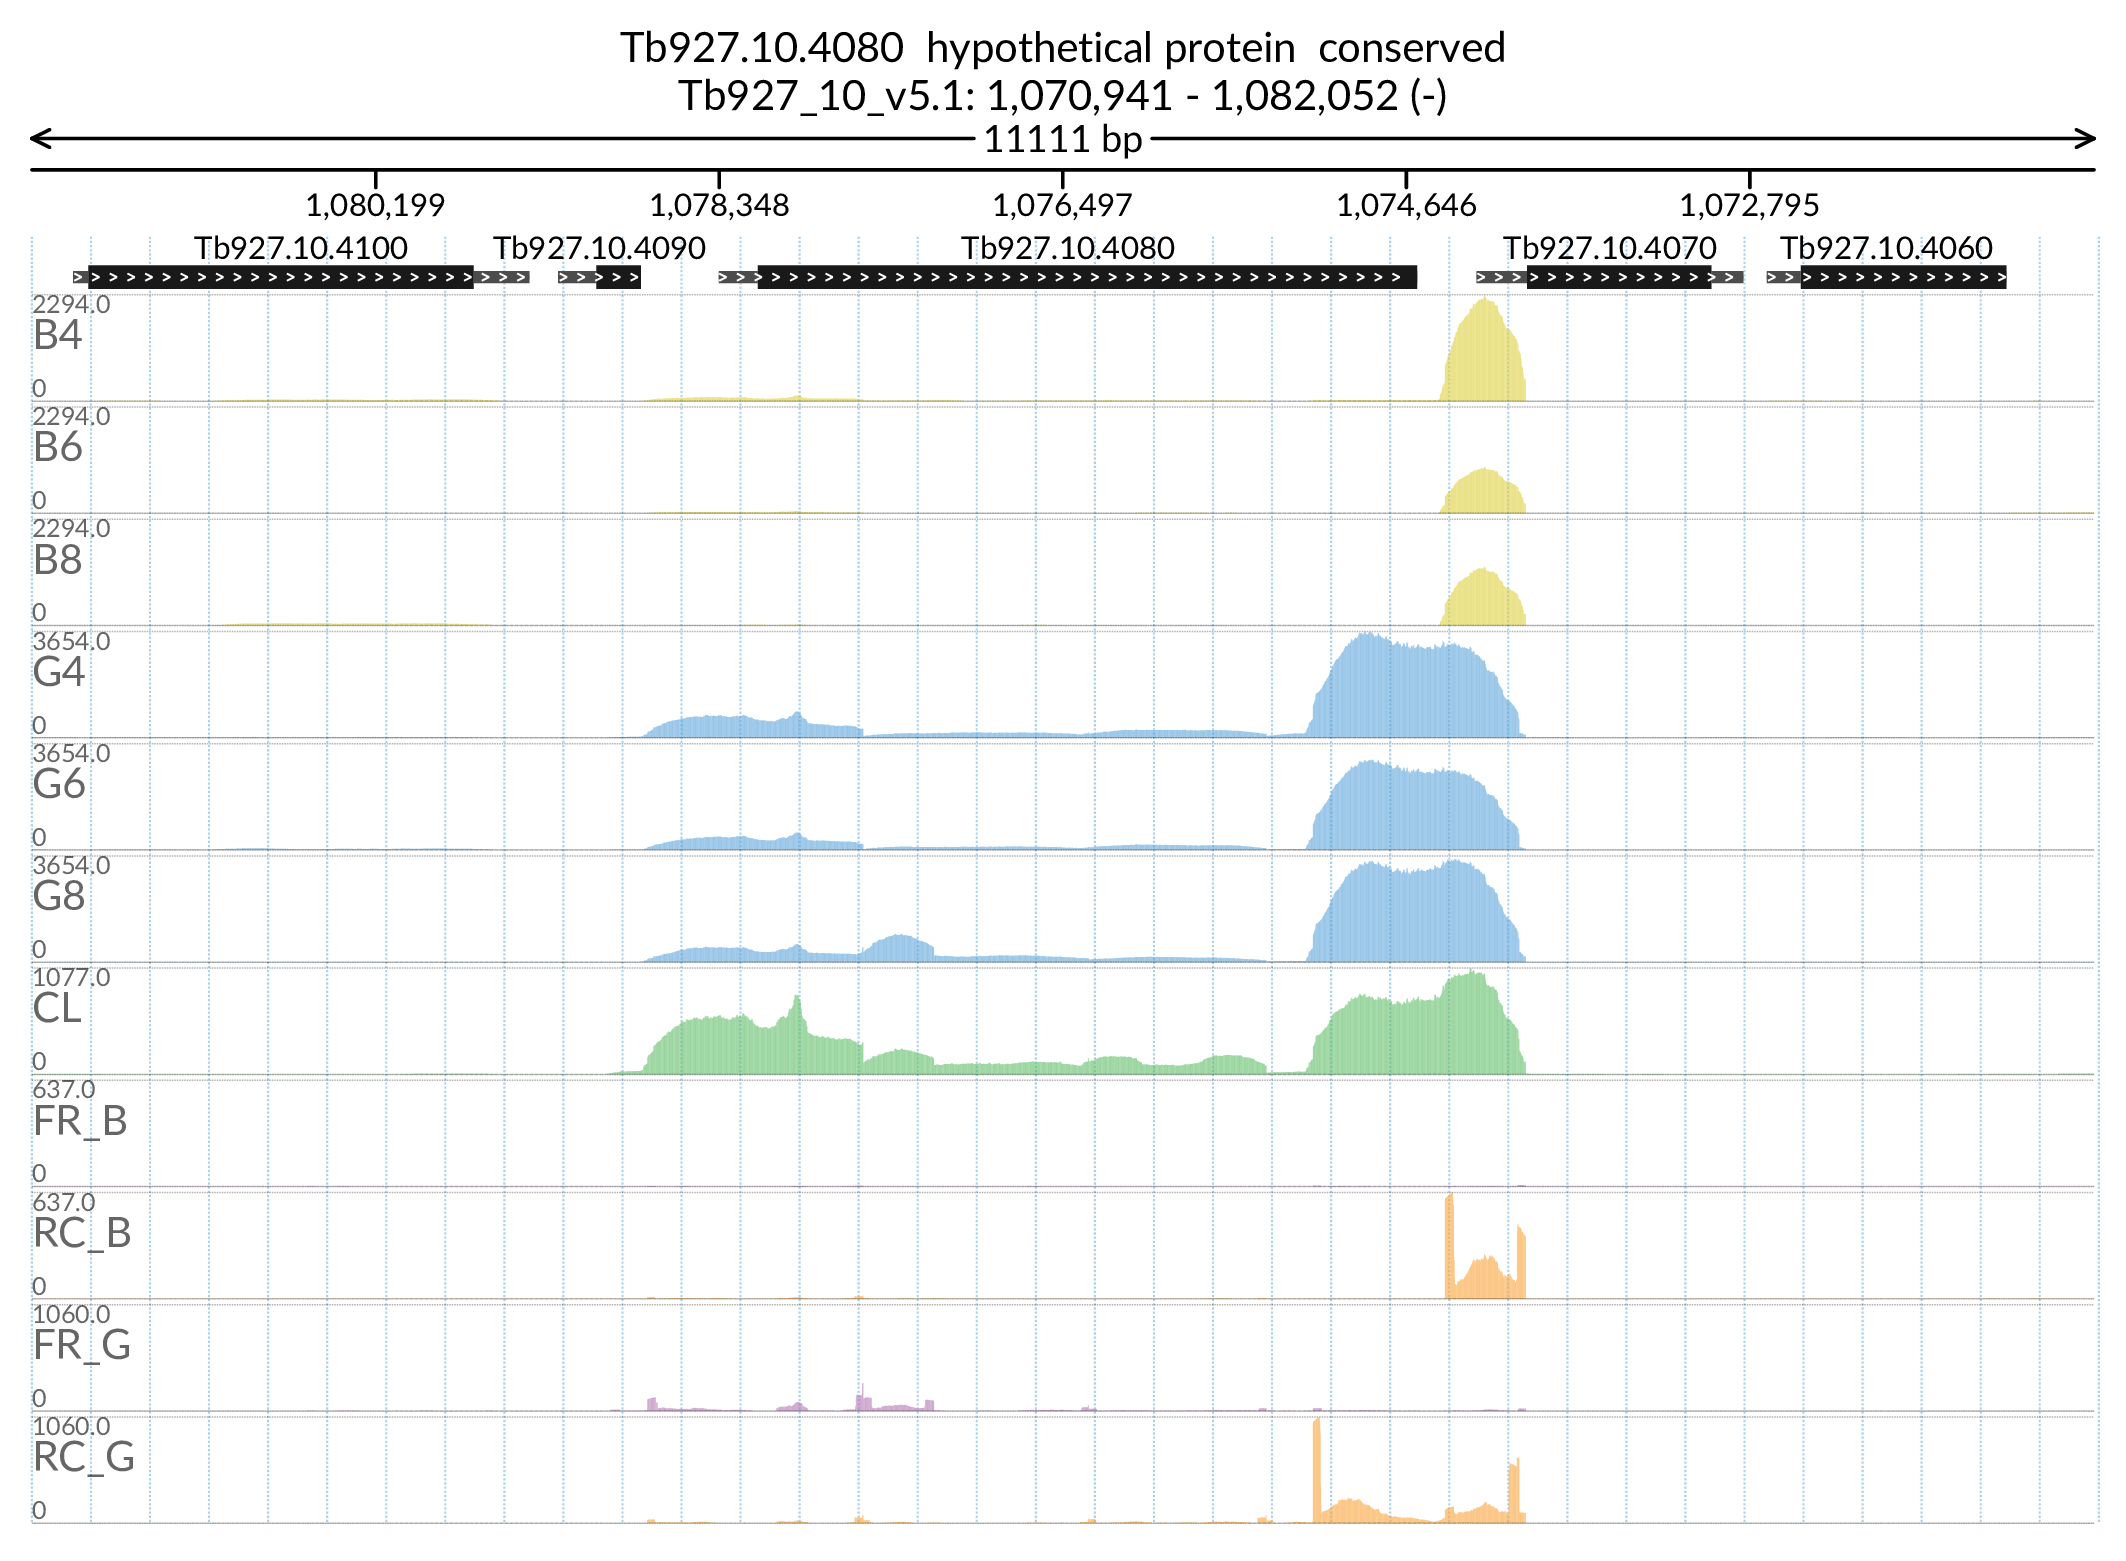 Tb927.10.4080  hypothetical protein  conserved
Tb927_10_v5.1: 1,070,941 - 1,082,052 (-)
11111 bp
1,080,199 1,078,348 1,076,497 1,074,646 1,072,795
Tb927.10.4100 Tb927.10.4090 Tb927.10.4080 Tb927.10.4070 Tb927.10.4060
2294.0
B4
0
2294.0
B6
0
2294.0
B8
0
3654.0
G4
0
3654.0
G6
0
3654.0
G8
0
1077.0
CL
0
637.0
FR_B
0
637.0
RC_B
0
1060.0
FR_G
0
1060.0
RC_G
0